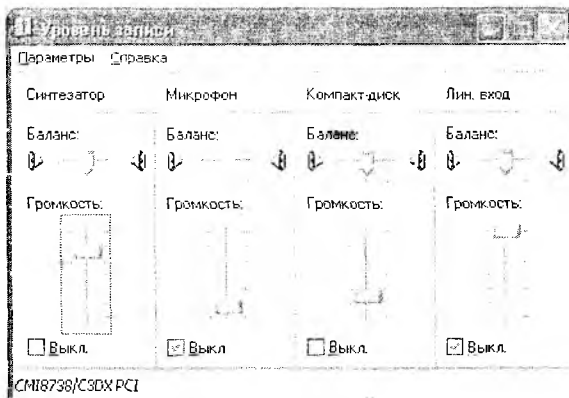 Уровень записи
Параметры Справка
Синтезатор Микрофон Компакт-диск Лин. вход
Баланс: Баланс: Баланс: Баланс:
Громкость: Громкость: Громкость: Громкость:
Выкл. Выкл Выкл. Выкл.
CMI8738/C3DX PCI